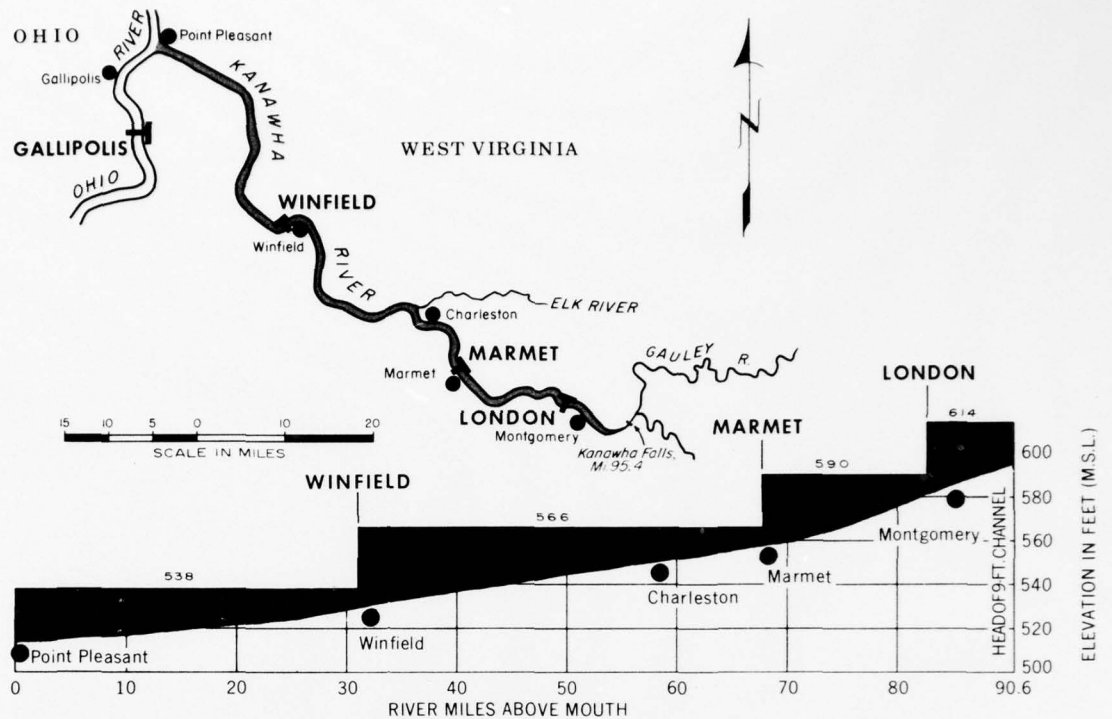 OHIO
RIVER
Point Pleasant
Gallipolis
KANAWHA
GALLIPOLIS
OHIO
WEST VIRGINIA
N
WINFIELD
Winfield
RIVER
ELK RIVER
Charleston
MARMET
Marmet
GAULEY R.
LONDON
Montgomery
Kanawha Falls,
Mi. 95.4
15 10 5 0 10 20
SCALE IN MILES
WINFIELD
MARMET
LONDON
538
566
590
614
Point Pleasant
Winfield
Charleston
Marmet
Montgomery
HEAD OF 9-FT. CHANNEL
600
580
560
540
520
500
ELEVATION IN FEET (M.S.L.)
0 10 20 30 40 50 60 70 80 90.6
RIVER MILES ABOVE MOUTH